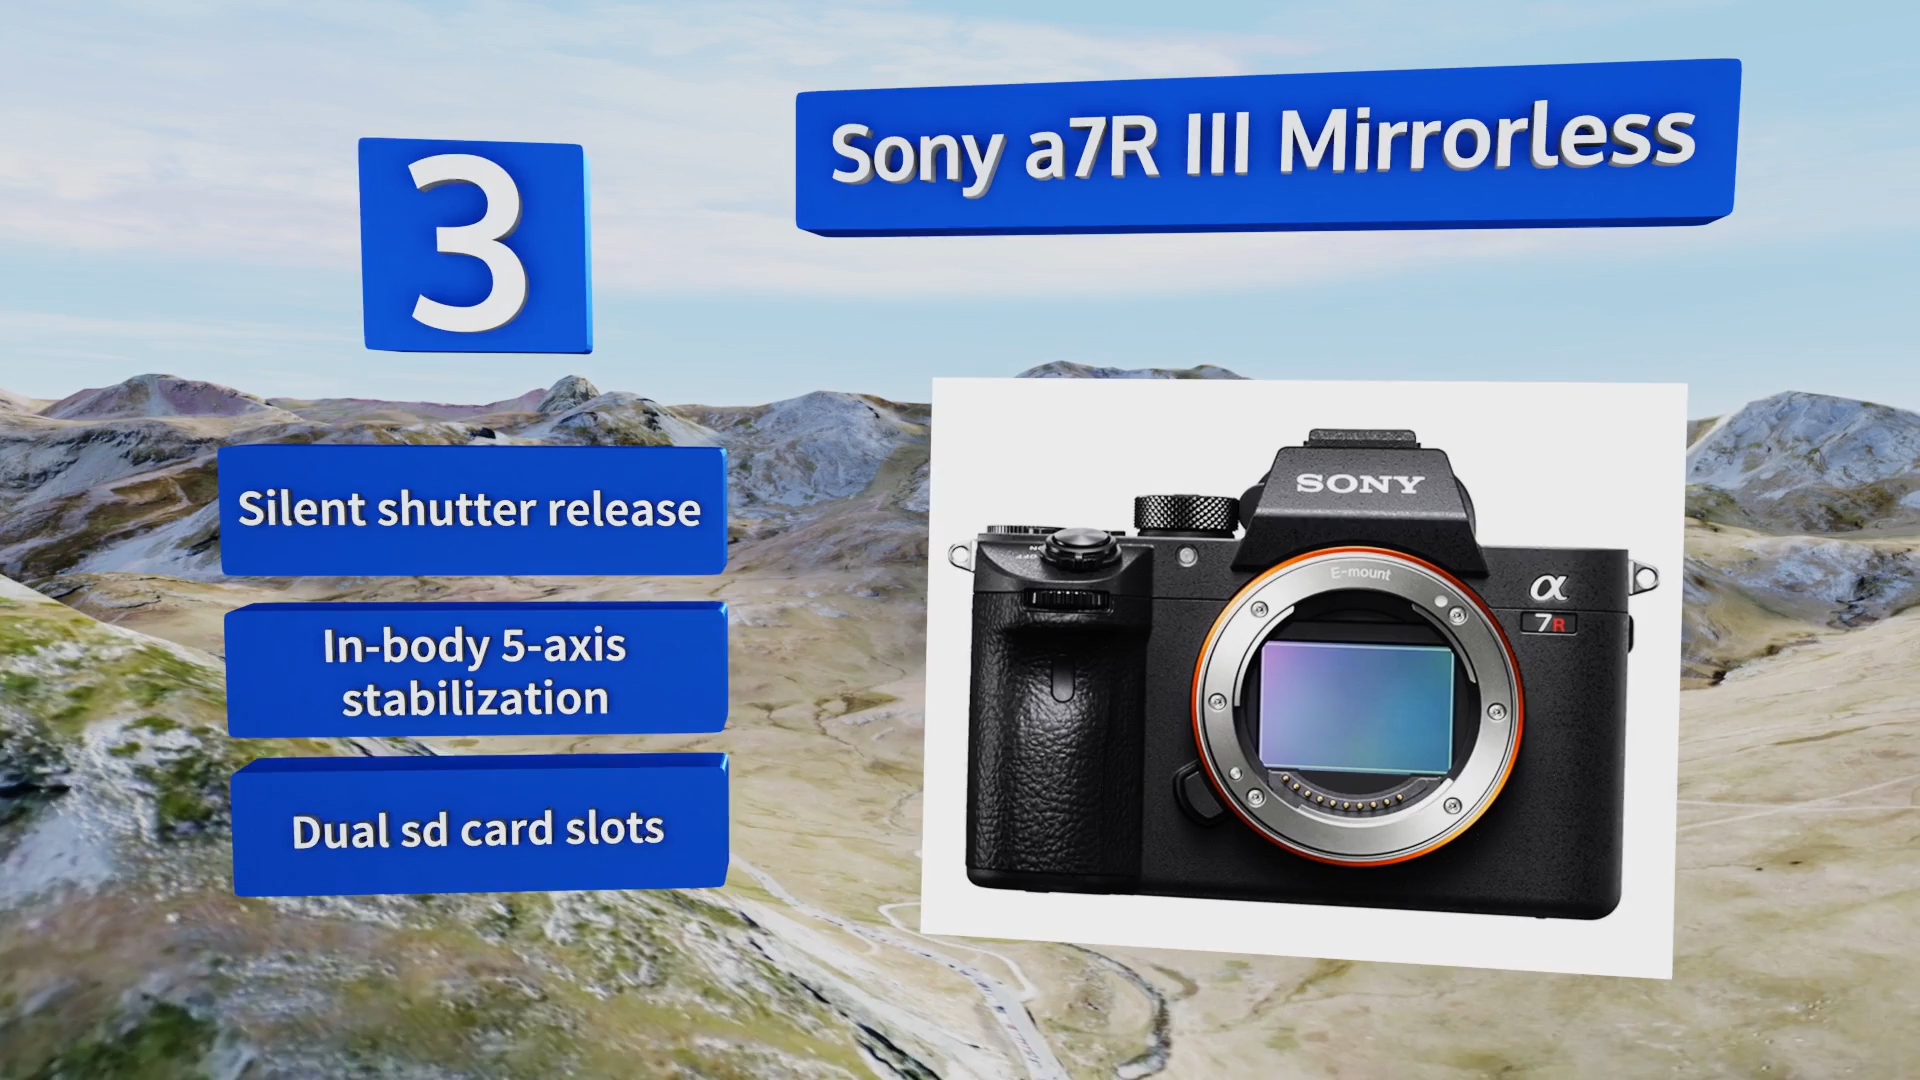 3
Sony a7R III Mirrorless
Silent shutter release
In-body 5-axis
stabilization
Dual sd card slots
SONY
E-mount
α
7R